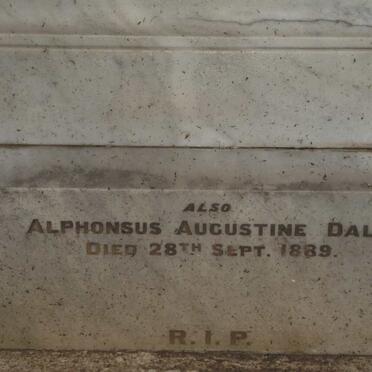 ALSO
ALPHONSUS AUGUSTINE DAL
DIED 28TH SEPT. 1889.
R.I.P.